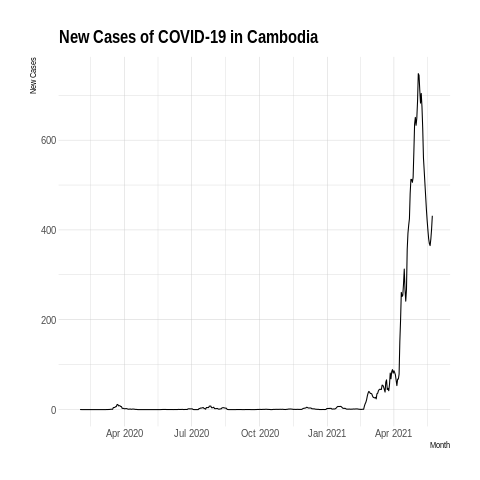 New Cases of COVID-19 in Cambodia
New Cases
600
400
200
0
Apr 2020 Jul 2020 Oct 2020 Jan 2021 Apr 2021
Month